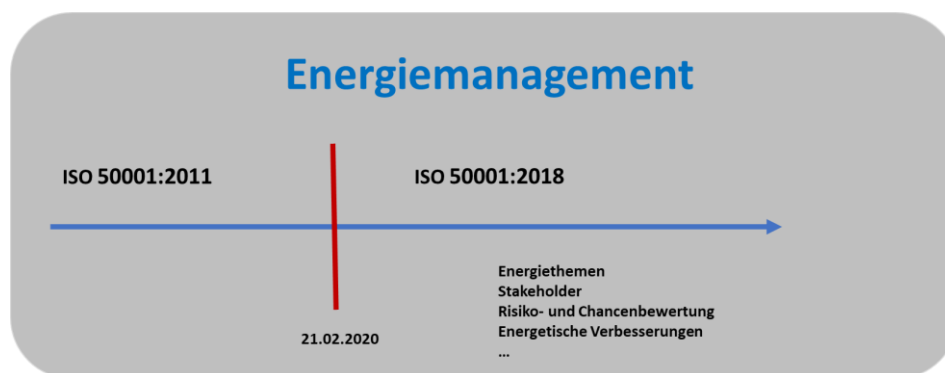 Energiemanagement
ISO 50001:2011
ISO 50001:2018
Energiethemen
Stakeholder
Risiko- und Chancenbewertung
Energetische Verbesserungen
...
21.02.2020